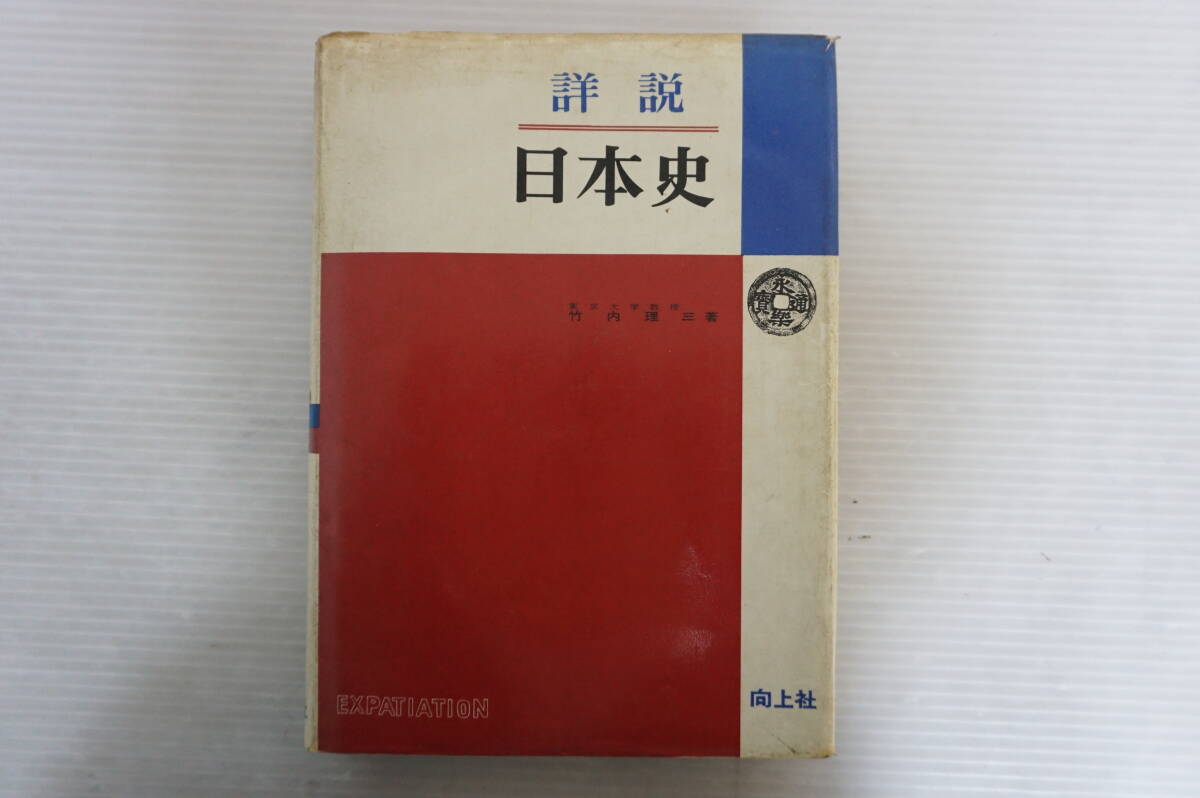 詳説
日本史
東京大学教授
竹内理三著
永樂通寳
EXPATIATION
向上社